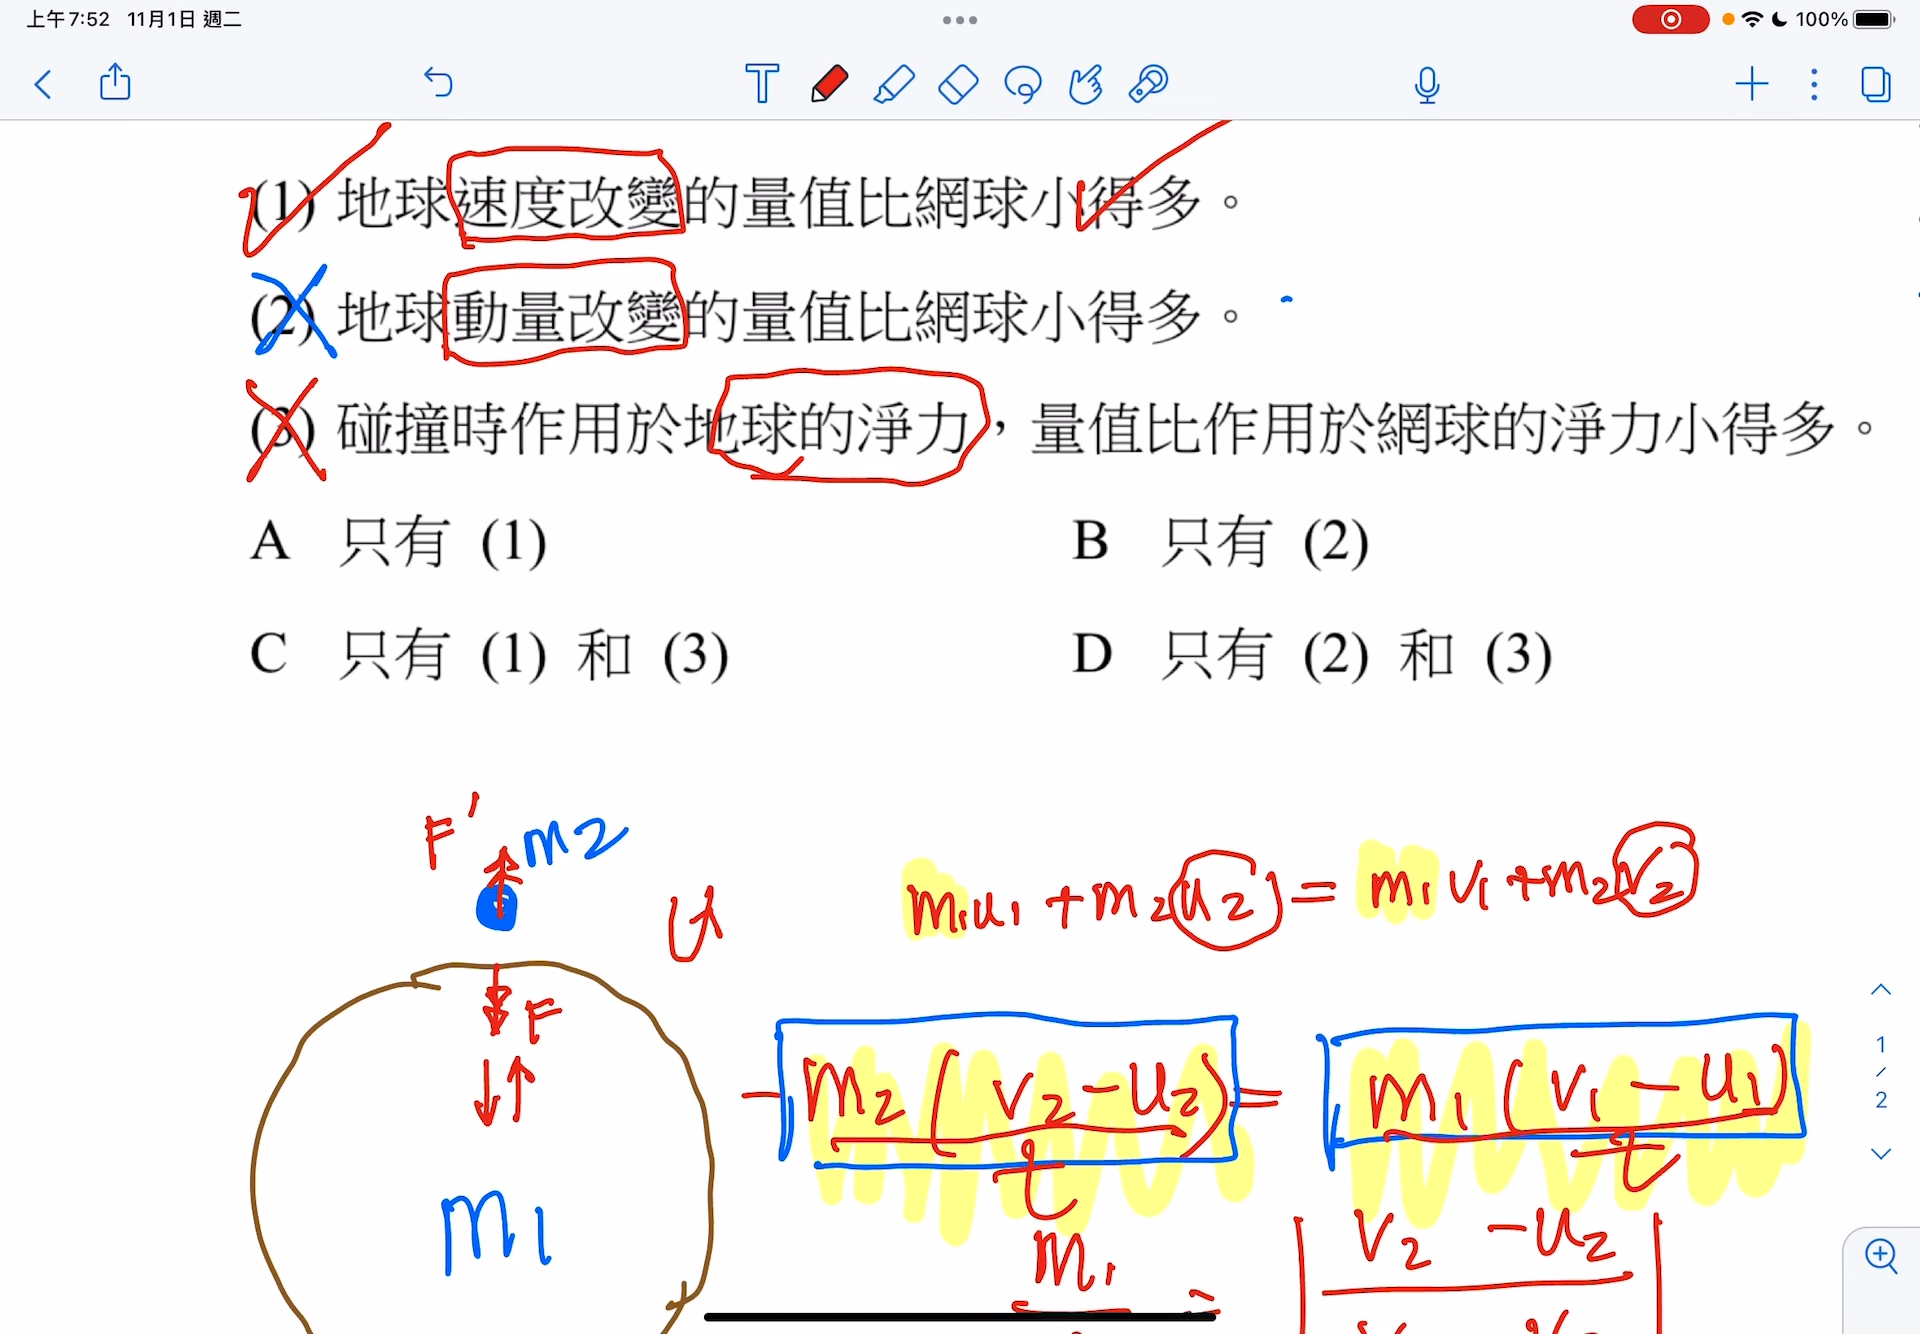 上午7:52 11月1日 週二
100%
(1) 地球速度改變的量值比網球小得多。
(2) 地球動量改變的量值比網球小得多。
(3) 碰撞時作用於地球的淨力，量值比作用於網球的淨力小得多。
A 只有 (1)
B 只有 (2)
C 只有 (1) 和 (3)
D 只有 (2) 和 (3)
F' m2
m1u1 + m2u2 = m1v1 + m2v2
F
- m2(v2-u2) = m1(v1-u1)
t t
m1
v2 - u2
m1
1
/
2